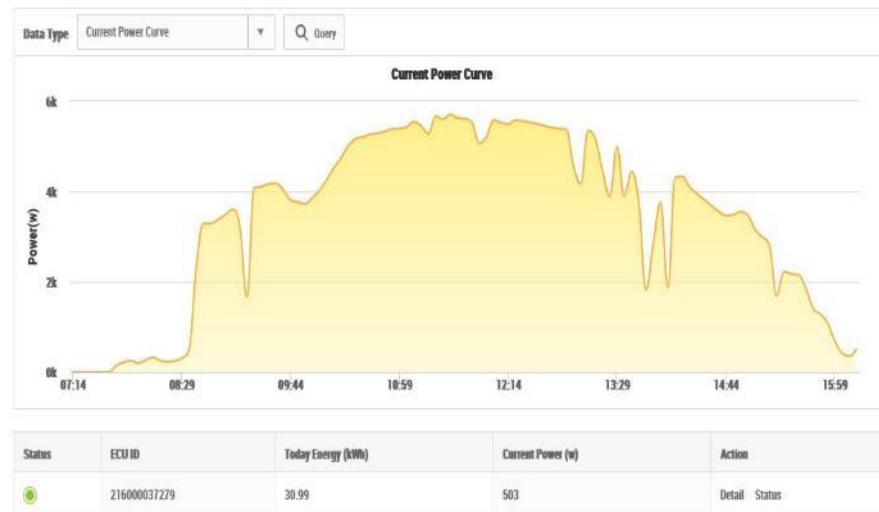 Data Type Current Power Curve ▼ Query
Current Power Curve
Power(w)
6k
4k
2k
0k
07:14 08:29 09:44 10:59 12:14 13:29 14:44 15:59
Status ECU ID Today Energy (kWh) Current Power (w) Action
216000037279 30.99 503 Detail Status